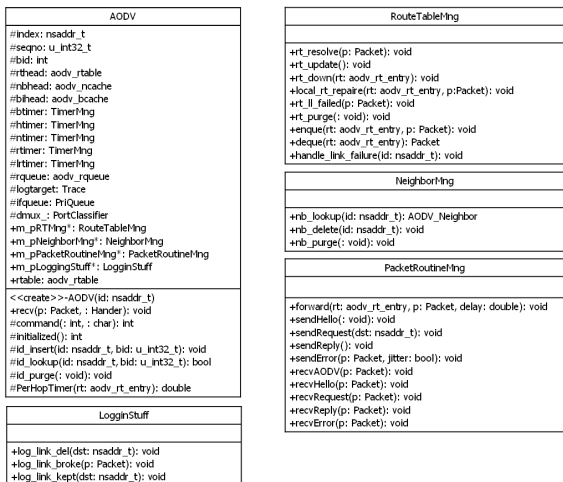 AODV
#index: nsaddr_t
#seqno: u_int32_t
#bid: int
#rthead: aodv_rtable
#nbhead: aodv_ncache
#bihead: aodv_bcache
#btimer: TimerMng
#htimer: TimerMng
#ntimer: TimerMng
#rtimer: TimerMng
#lrtimer: TimerMng
#rqueue: aodv_rqueue
#logtarget: Trace
#ifqueue: PriQueue
#dmux_: PortClassifier
+m_pRTMng*: RouteTableMng
+m_pNeighborMng*: NeighborMng
+m_pPacketRoutineMng*: PacketRoutineMng
+m_pLoggingStuff*: LogginStuff
+rtable: aodv_rtable
<<create>>-AODV(id: nsaddr_t)
+recv(p: Packet, : Hander): void
#command(: int, : char): int
#initialized(): int
#id_insert(id: nsaddr_t, bid: u_int32_t): void
#id_lookup(id: nsaddr_t, bid: u_int32_t): bool
#id_purge(: void): void
#PerHopTimer(rt: aodv_rt_entry): double
LogginStuff
+log_link_del(dst: nsaddr_t): void
+log_link_broke(p: Packet): void
+log_link_kept(dst: nsaddr_t): void
RouteTableMng
+rt_resolve(p: Packet): void
+rt_update(): void
+rt_down(rt: aodv_rt_entry): void
+local_rt_repaire(rt: aodv_rt_entry, p:Packet): void
+rt_ll_failed(p: Packet): void
+rt_purge(: void): void
+enque(rt: aodv_rt_entry, p: Packet): void
+deque(rt: aodv_rt_entry): Packet
+handle_link_failure(id: nsaddr_t): void
NeighborMng
+nb_lookup(id: nsaddr_t): AODV_Neighbor
+nb_delete(id: nsaddr_t): void
+nb_purge(: void): void
PacketRoutineMng
+forward(rt: aodv_rt_entry, p: Packet, delay: double): void
+sendHello(: void): void
+sendRequest(dst: nsaddr_t): void
+sendReply()
+sendError(p: Packet, jitter: bool): void
+recvAODV(p: Packet): void
+recvHello(p: Packet): void
+recvRequest(p: Packet): void
+recvReply(p: Packet): void
+recvError(p: Packet): void